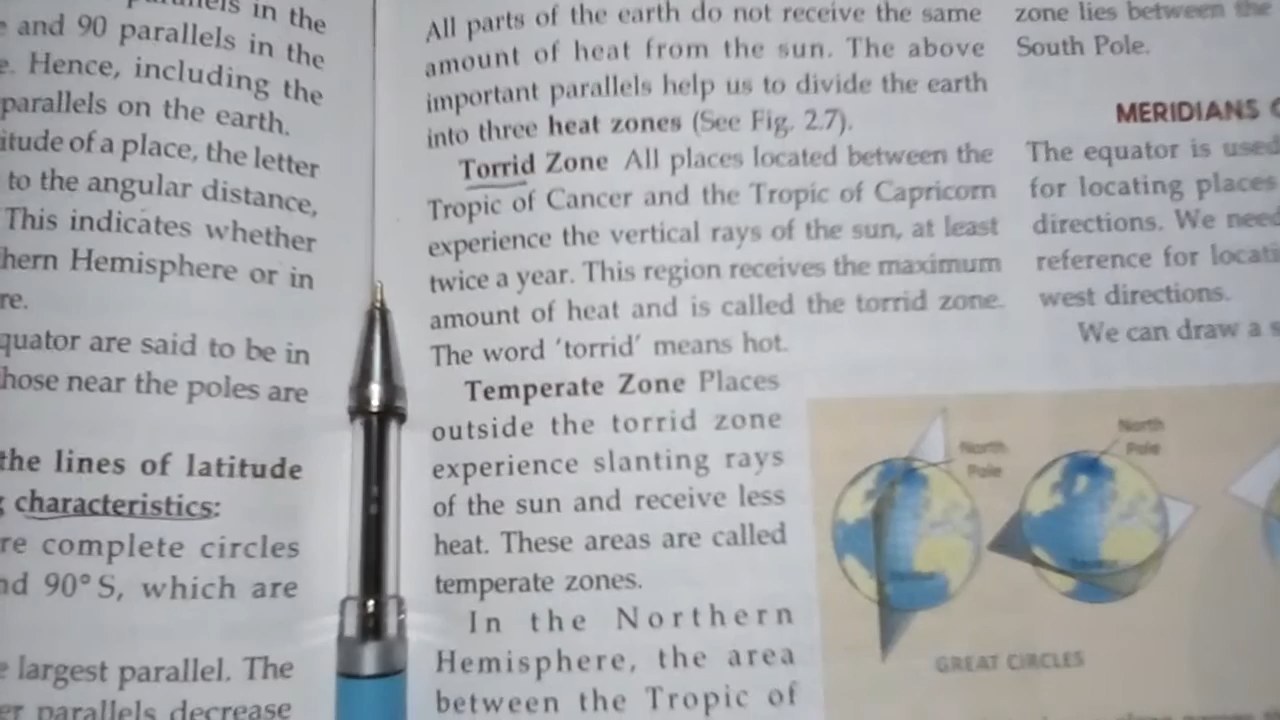 in the
and 90 parallels in the
Hence, including the
parallels on the earth.
of a place, the letter
to the angular distance,
This indicates whether
Hemisphere or in
are said to be in
near the poles are
the lines of latitude
characteristics:
complete circles
90° S, which are
largest parallel. The
parallels decrease
All parts of the earth do not receive the same
amount of heat from the sun. The above
important parallels help us to divide the earth
into three heat zones (See Fig. 2.7).
Torrid Zone All places located between the
Tropic of Cancer and the Tropic of Capricorn
experience the vertical rays of the sun, at least
twice a year. This region receives the maximum
amount of heat and is called the torrid zone.
The word 'torrid' means hot.
Temperate Zone Places
outside the torrid zone
experience slanting rays
of the sun and receive less
heat. These areas are called
temperate zones.
In the Northern
Hemisphere, the area
between the Tropic of
zone lies between the
South Pole.
MERIDIANS
The equator is used
for locating places
directions. We need
reference for
west directions.
We can draw a
North
Pole
North
Pole
GREAT CIRCLES